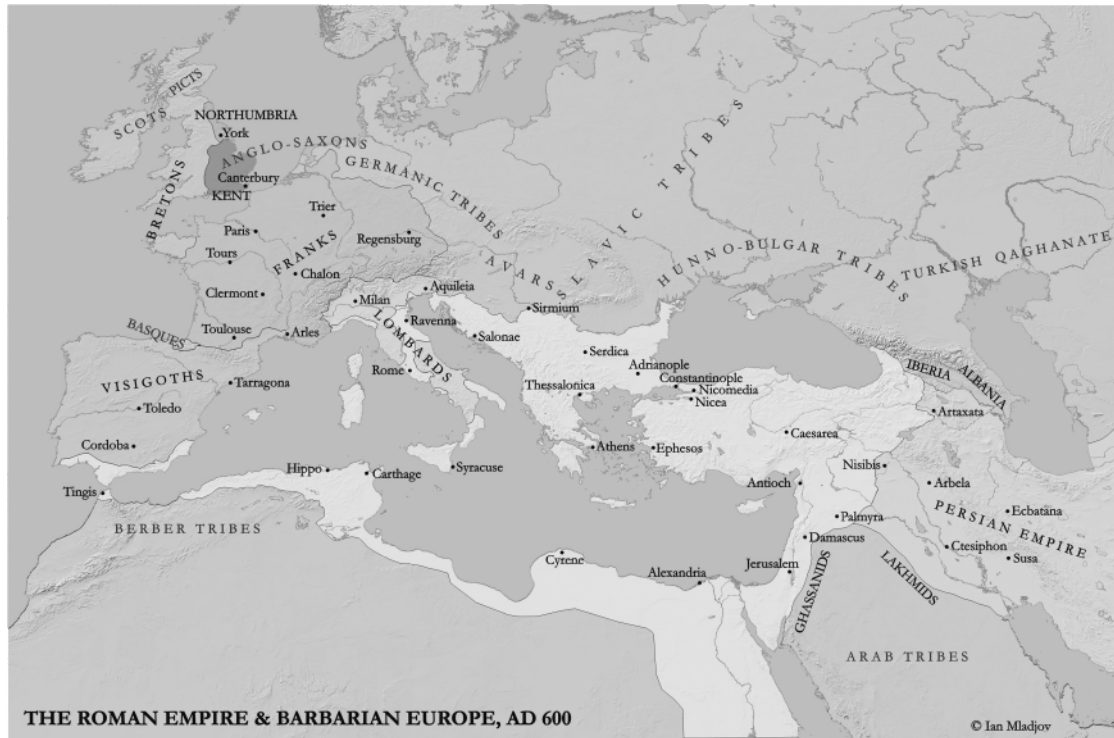 PICTS
SCOTS
NORTHUMBRIA
York
ANGLO-SAXONS
BRETONS
Canterbury
KENT
GERMANIC TRIBES
SLAVIC TRIBES
Trier
Paris
Regensburg
FRANKS
Tours
Chalon
AVARS
HUNNO-BULGAR TRIBES
TURKISH QAGHANATE
Clermont
Milan
Aquileia
Sirmium
BASQUES
Toulouse
Arles
Ravenna
LOMBARDS
Salonae
Serdica
VISIGOTHS
Tarragona
Rome
Adrianople
Constantinople
Nicomedia
Nicea
Thessalonica
IBERIA
ALBANIA
Toledo
Artaxata
Cordoba
Athens
Ephesos
Caesarea
Hippo
Carthage
Syracuse
Nisibis
Tingis
Antioch
Arbela
BERBER TRIBES
Ecbatana
PERSIAN EMPIRE
Palmyra
Damascus
Ctesiphon
Susa
Cyrene
Alexandria
Jerusalem
GHASSANIDS
LAKHMIDS
ARAB TRIBES
THE ROMAN EMPIRE & BARBARIAN EUROPE, AD 600
© Ian Mladjov